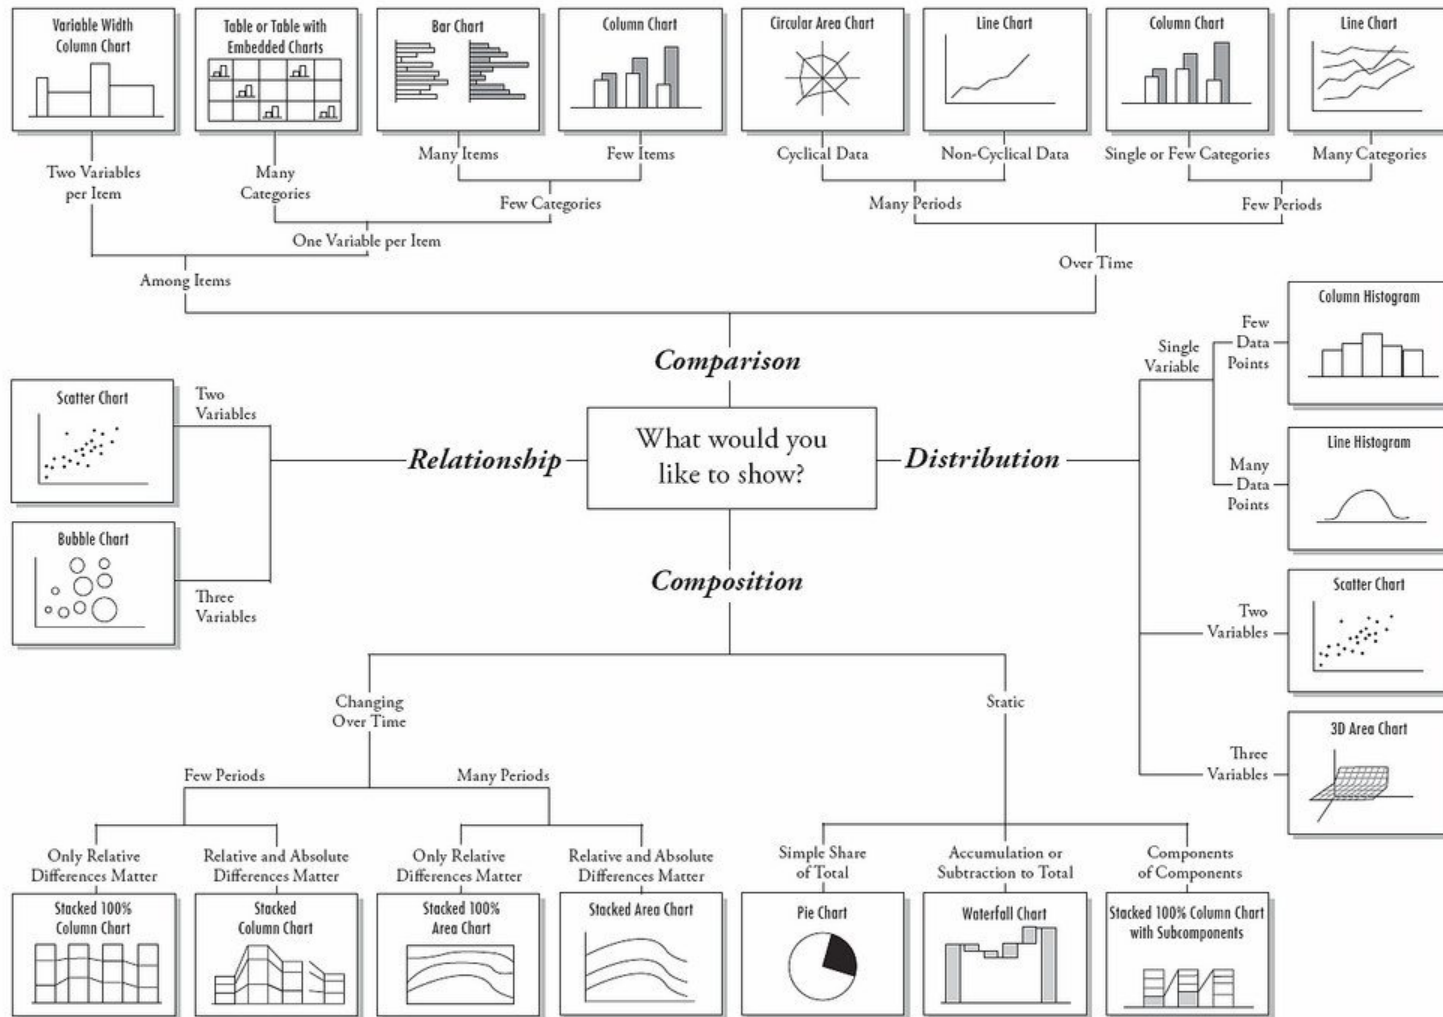 Variable Width
Column Chart
Table or Table with
Embedded Charts
Bar Chart
Column Chart
Circular Area Chart
Line Chart
Column Chart
Line Chart
Two Variables
per Item
Many
Categories
Many Items
Few Items
Cyclical Data
Non-Cyclical Data
Single or Few Categories
Many Categories
Few Categories
Many Periods
Few Periods
One Variable per Item
Among Items
Over Time
Comparison
What would you
like to show?
Relationship
Two
Variables
Scatter Chart
Three
Variables
Bubble Chart
Distribution
Single
Variable
Few
Data
Points
Column Histogram
Many
Data
Points
Line Histogram
Two
Variables
Scatter Chart
Three
Variables
3D Area Chart
Composition
Changing
Over Time
Static
Few Periods
Many Periods
Only Relative
Differences Matter
Relative and Absolute
Differences Matter
Only Relative
Differences Matter
Relative and Absolute
Differences Matter
Simple Share
of Total
Accumulation or
Subtraction to Total
Components
of Components
Stacked 100%
Column Chart
Stacked
Column Chart
Stacked 100%
Area Chart
Stacked Area Chart
Pie Chart
Waterfall Chart
Stacked 100% Column Chart
with Subcomponents